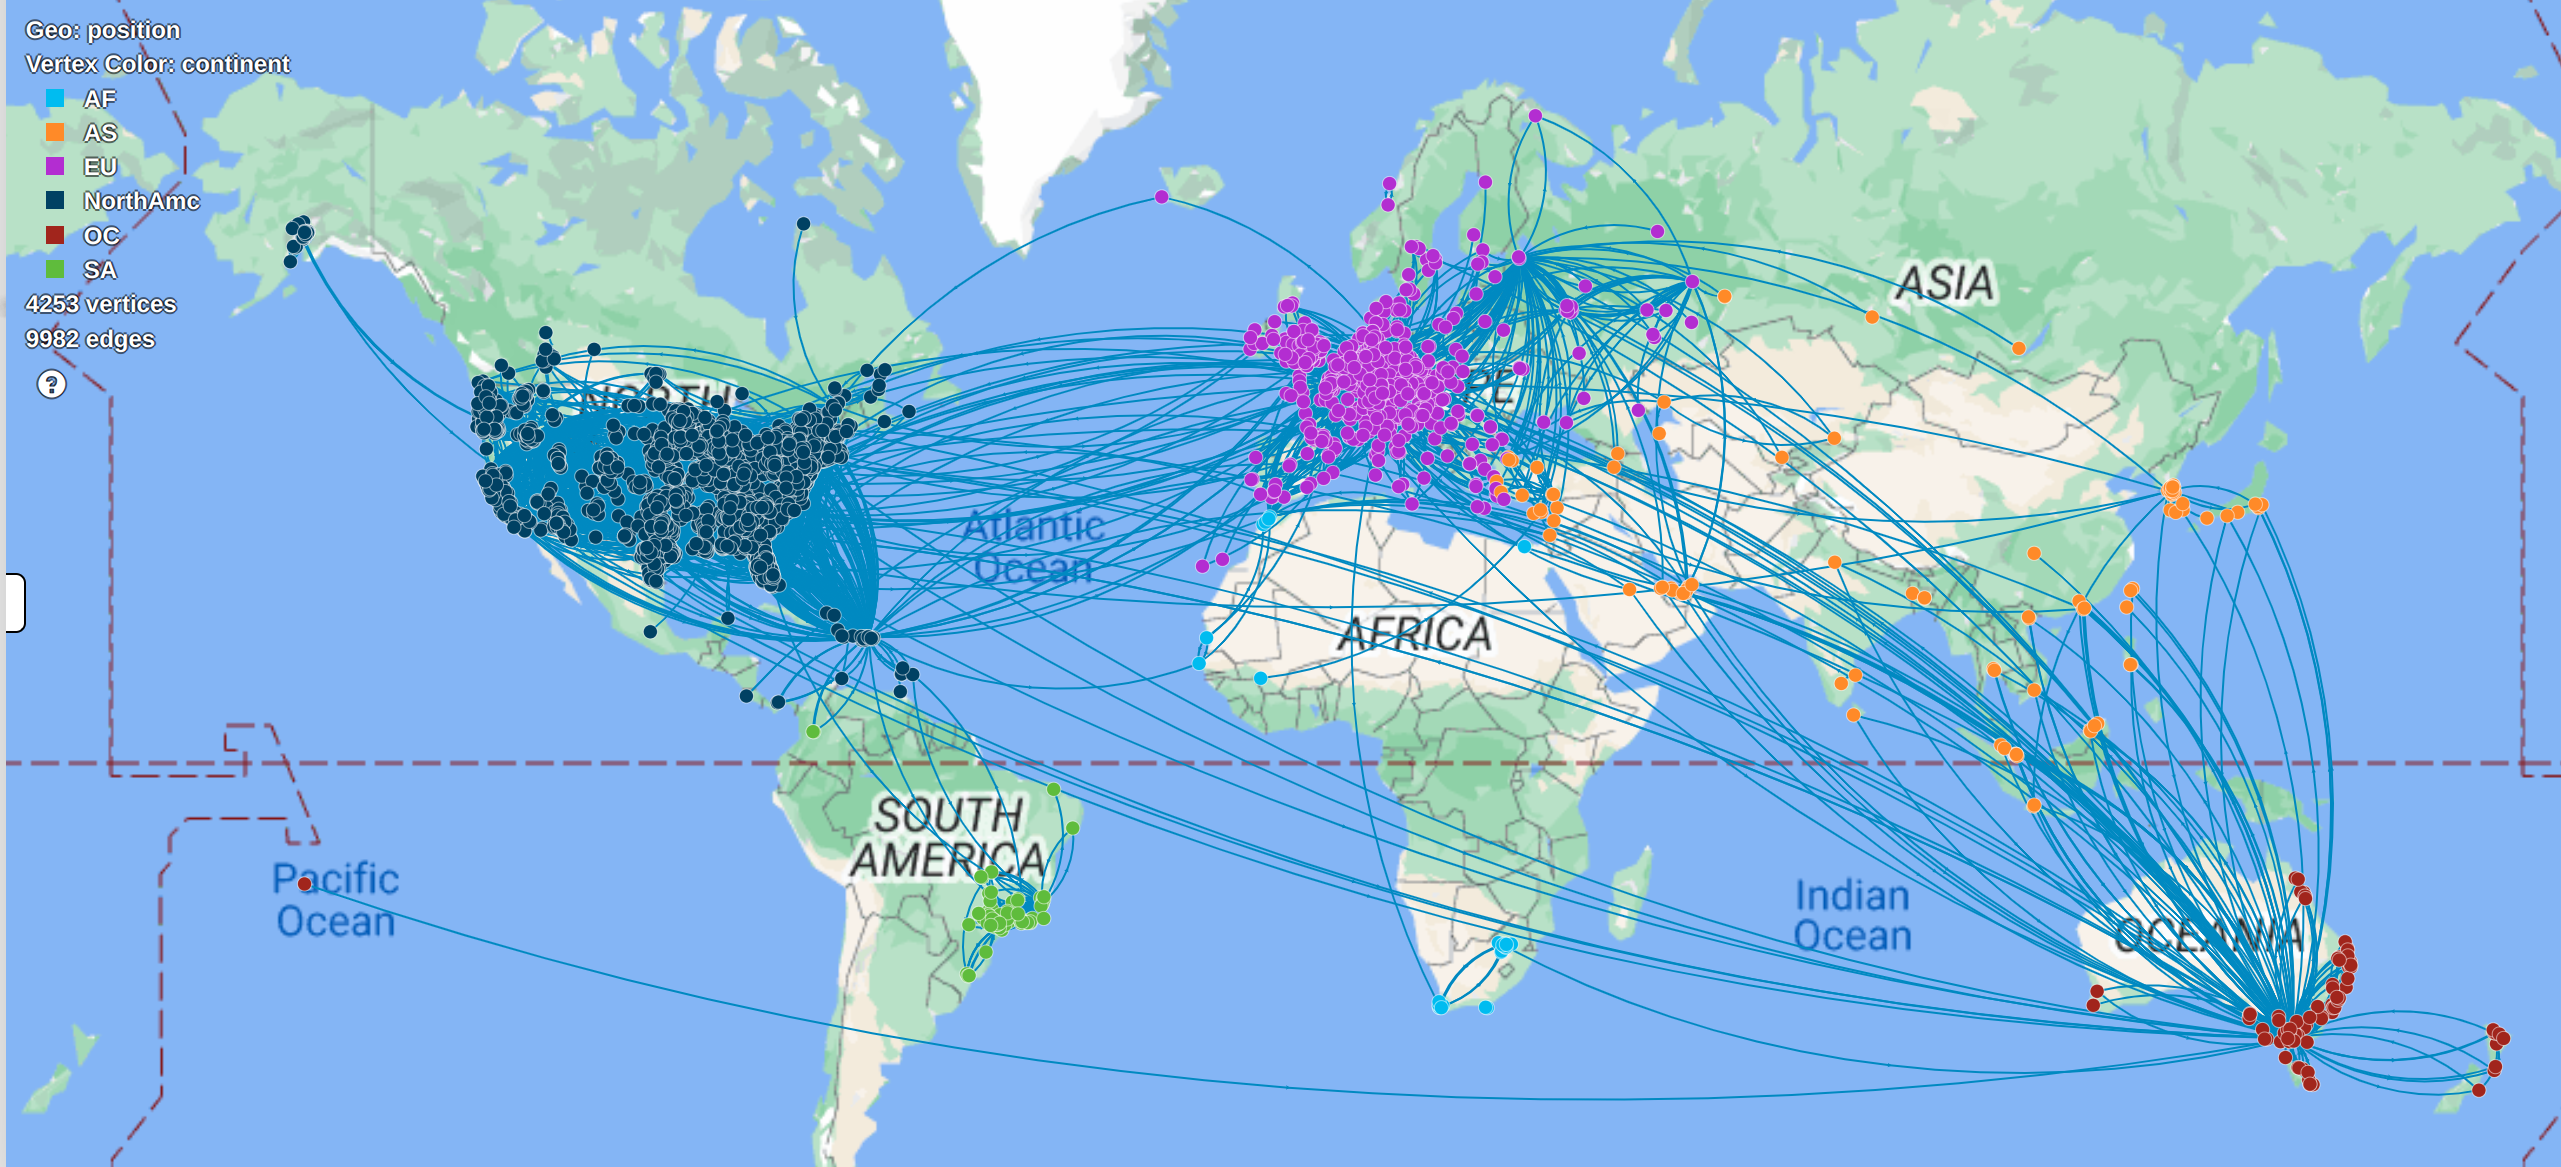 Geo: position
Vertex Color: continent
AF
AS
EU
NorthAmc
OC
SA
4253 vertices
9982 edges
?
ASIA
Atlantic
Ocean
AFRICA
SOUTH
AMERICA
Pacific
Ocean
Indian
Ocean
OCEANIA